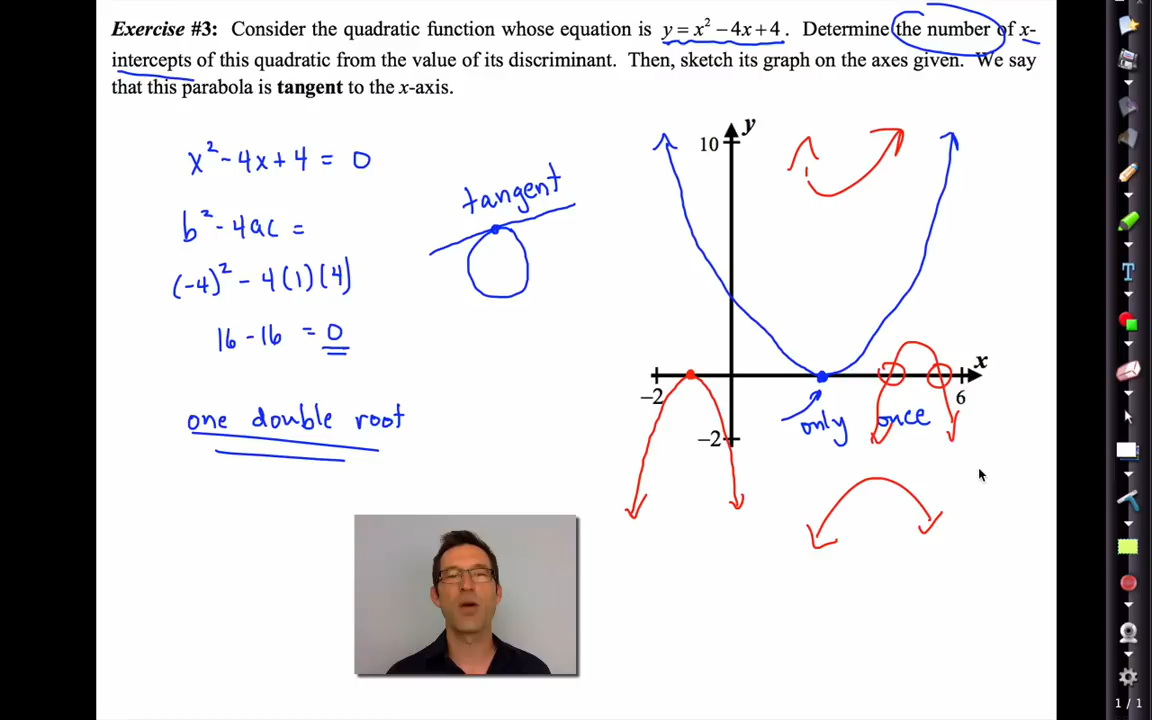 Exercise #3: Consider the quadratic function whose equation is y = x² − 4x + 4. Determine the number of x-
intercepts of this quadratic from the value of its discriminant. Then, sketch its graph on the axes given. We say
that this parabola is tangent to the x-axis.
x² - 4x + 4 = 0
b² - 4ac =
(-4)² - 4(1)(4)
16 - 16 = 0
one double root
tangent
y
10
x
−2
6
−2
only once
T
1 / 1